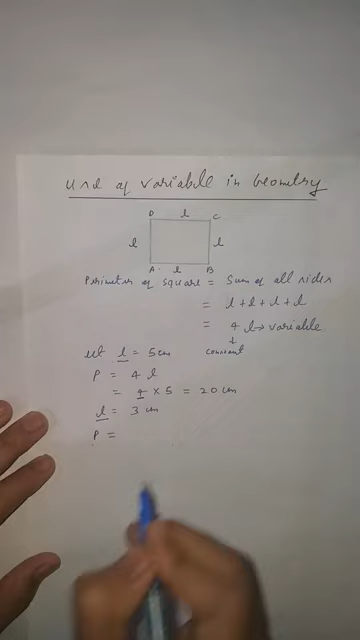 Use of variable in Geometry
D l C
l l
A l B
Perimeter of square = Sum of all sides
= l + l + l + l
= 4 l → variable
↓
constant
Let l = 5 cm
P = 4 l
= 4 × 5 = 20 cm
l = 3 cm
P =